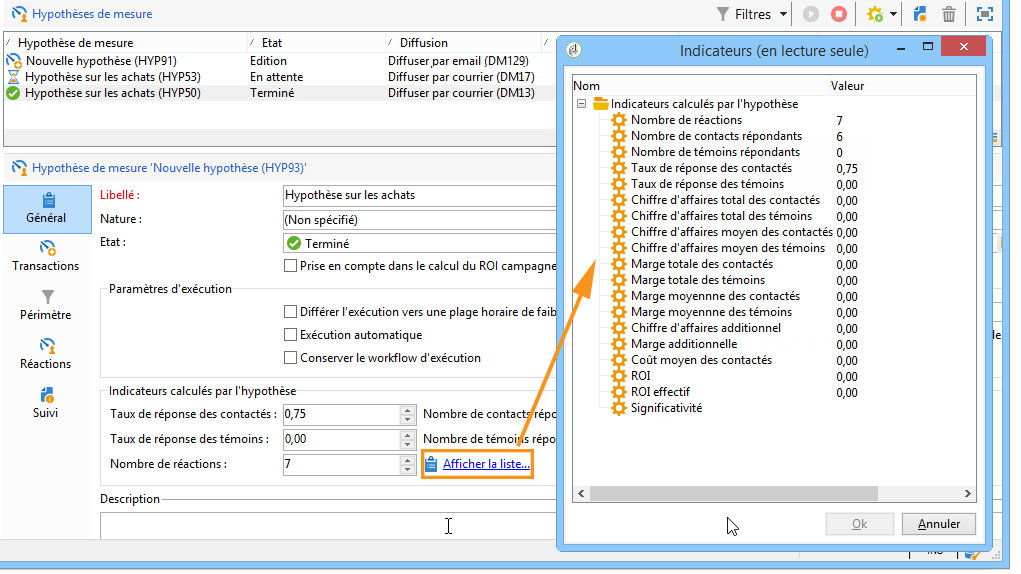 Hypothèses de mesure
Filtres
Hypothèse de mesure
Etat
Diffusion
Nouvelle hypothèse (HYP91)
Edition
Diffuser par email (DM129)
Hypothèse sur les achats (HYP53)
En attente
Diffuser par courrier (DM17)
Hypothèse sur les achats (HYP50)
Terminé
Diffuser par courrier (DM13)
Hypothèse de mesure 'Nouvelle hypothèse (HYP93)'
Général
Transactions
Périmètre
Réactions
Suivi
Libellé :
Hypothèse sur les achats
Nature :
(Non spécifié)
Etat :
Terminé
Prise en compte dans le calcul du ROI campagne
Paramètres d'exécution
Différer l'exécution vers une plage horaire de faib
Exécution automatique
Conserver le workflow d'exécution
Indicateurs calculés par l'hypothèse
Taux de réponse des contactés :
0,75
Nombre de contacts répo
Taux de réponse des témoins :
0,00
Nombre de témoins répo
Nombre de réactions :
7
Afficher la liste...
Description
Indicateurs (en lecture seule)
Nom
Valeur
Indicateurs calculés par l'hypothèse
Nombre de réactions
7
Nombre de contacts répondants
6
Nombre de témoins répondants
0
Taux de réponse des contactés
0,75
Taux de réponse des témoins
0,00
Chiffre d'affaires total des contactés
0,00
Chiffre d'affaires total des témoins
0,00
Chiffre d'affaires moyen des contactés
0,00
Chiffre d'affaires moyen des témoins
0,00
Marge totale des contactés
0,00
Marge totale des témoins
0,00
Marge moyennne des contactés
0,00
Marge moyennne des témoins
0,00
Chiffre d'affaires additionnel
0,00
Marge additionnelle
0,00
Coût moyen des contactés
0,00
ROI
0,00
ROI effectif
0,00
Significativité
Ok
Annuler
le